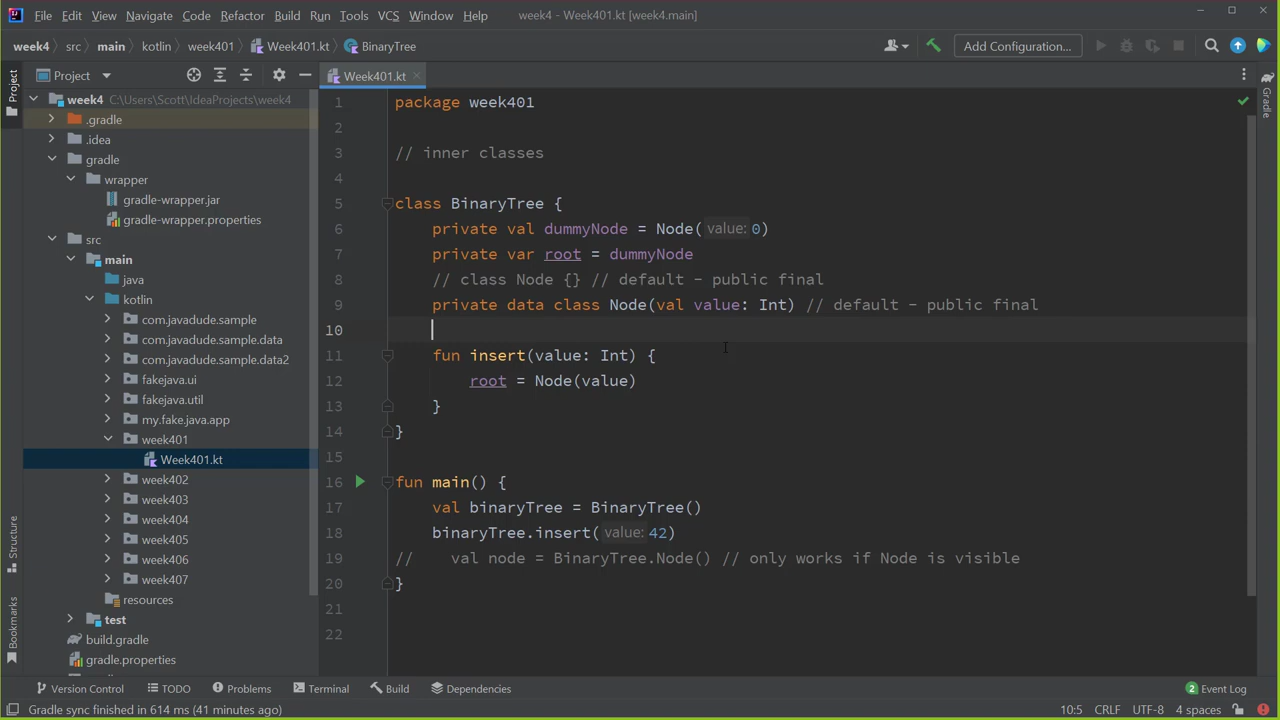 File Edit View Navigate Code Refactor Build Run Tools VCS Window Help week4 - Week401.kt [week4.main]
week4 src main kotlin week401 Week401.kt BinaryTree Add Configuration...
Project
Week401.kt
week4 C:\Users\Scott\IdeaProjects\week4
.gradle
.idea
gradle
wrapper
gradle-wrapper.jar
gradle-wrapper.properties
src
main
java
kotlin
com.javadude.sample
com.javadude.sample.data
com.javadude.sample.data2
fakejava.ui
fakejava.util
my.fake.java.app
week401
Week401.kt
week402
week403
week404
week405
week406
week407
resources
test
build.gradle
gradle.properties
1 package week401
2
3 // inner classes
4
5 class BinaryTree {
6 private val dummyNode = Node( value: 0)
7 private var root = dummyNode
8 // class Node {} // default - public final
9 private data class Node(val value: Int) // default - public final
10
11 fun insert(value: Int) {
12 root = Node(value)
13 }
14 }
15
16 fun main() {
17 val binaryTree = BinaryTree()
18 binaryTree.insert( value: 42)
19 // val node = BinaryTree.Node() // only works if Node is visible
20 }
21
22
Project
Structure
Bookmarks
Gradle
Version Control TODO Problems Terminal Build Dependencies 2 Event Log
Gradle sync finished in 614 ms (41 minutes ago) 10:5 CRLF UTF-8 4 spaces